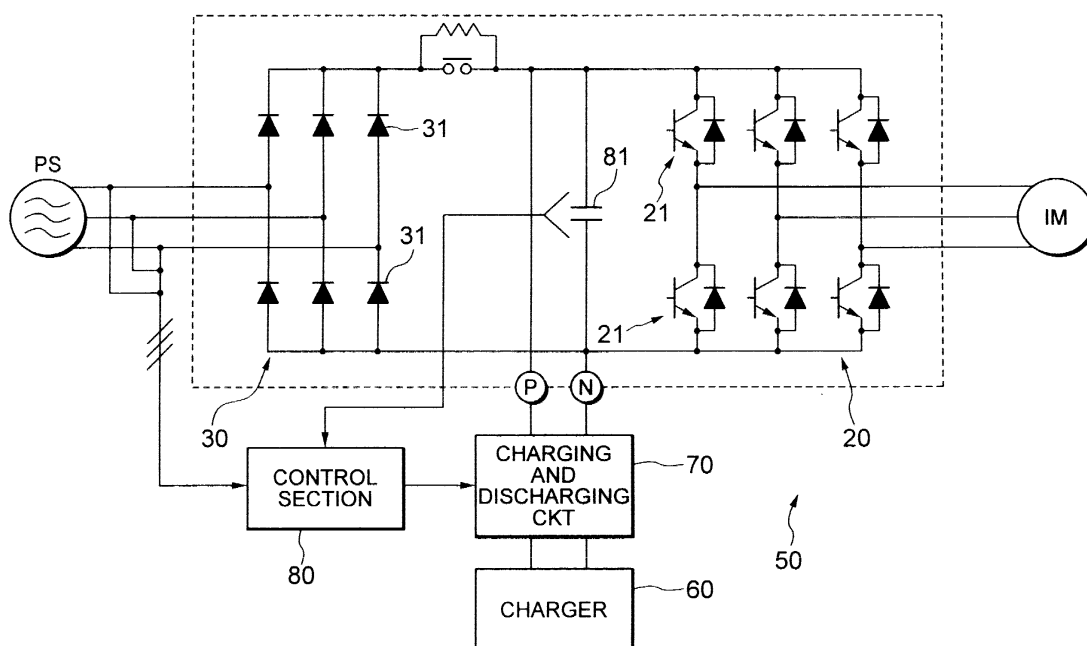 PS
31
31
81
21
21
IM
P
N
30
20
CONTROL
SECTION
80
CHARGING
AND
DISCHARGING
CKT
70
50
CHARGER
60